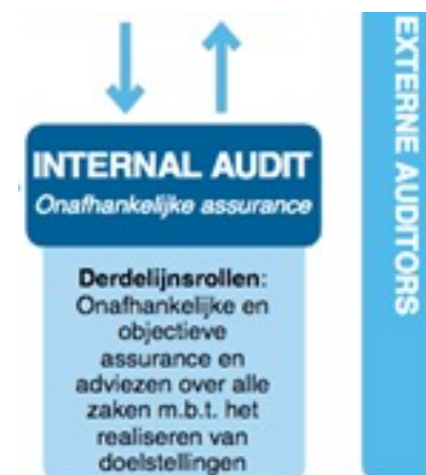 INTERNAL AUDIT
Onafhankelijke assurance
Derdelijnsrollen:
Onafhankelijke en
objectieve
assurance en
adviezen over alle
zaken m.b.t. het
realiseren van
doelstellingen
EXTERNE AUDITORS